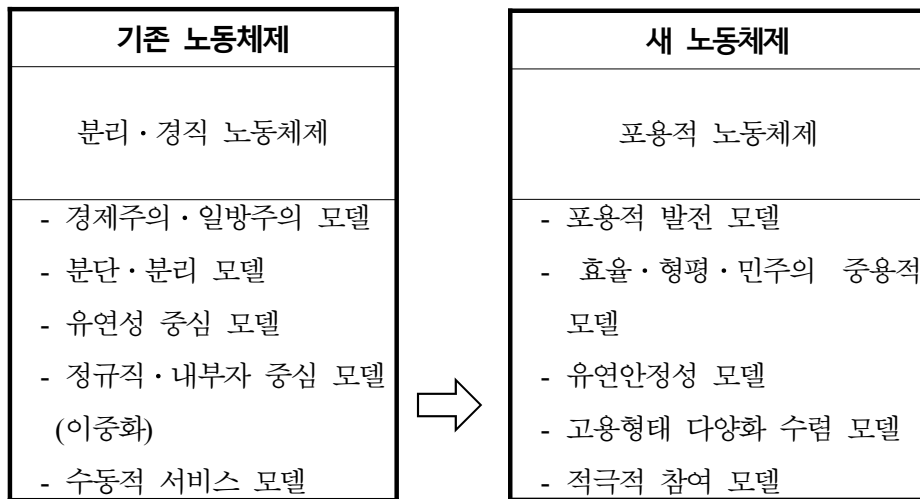 기존 노동체제
분리・경직 노동체제
- 경제주의・일방주의 모델
- 분단・분리 모델
- 유연성 중심 모델
- 정규직・내부자 중심 모델
(이중화)
- 수동적 서비스 모델
새 노동체제
포용적 노동체제
- 포용적 발전 모델
- 효율・형평・민주의 중용적
모델
- 유연안정성 모델
- 고용형태 다양화 수렴 모델
- 적극적 참여 모델